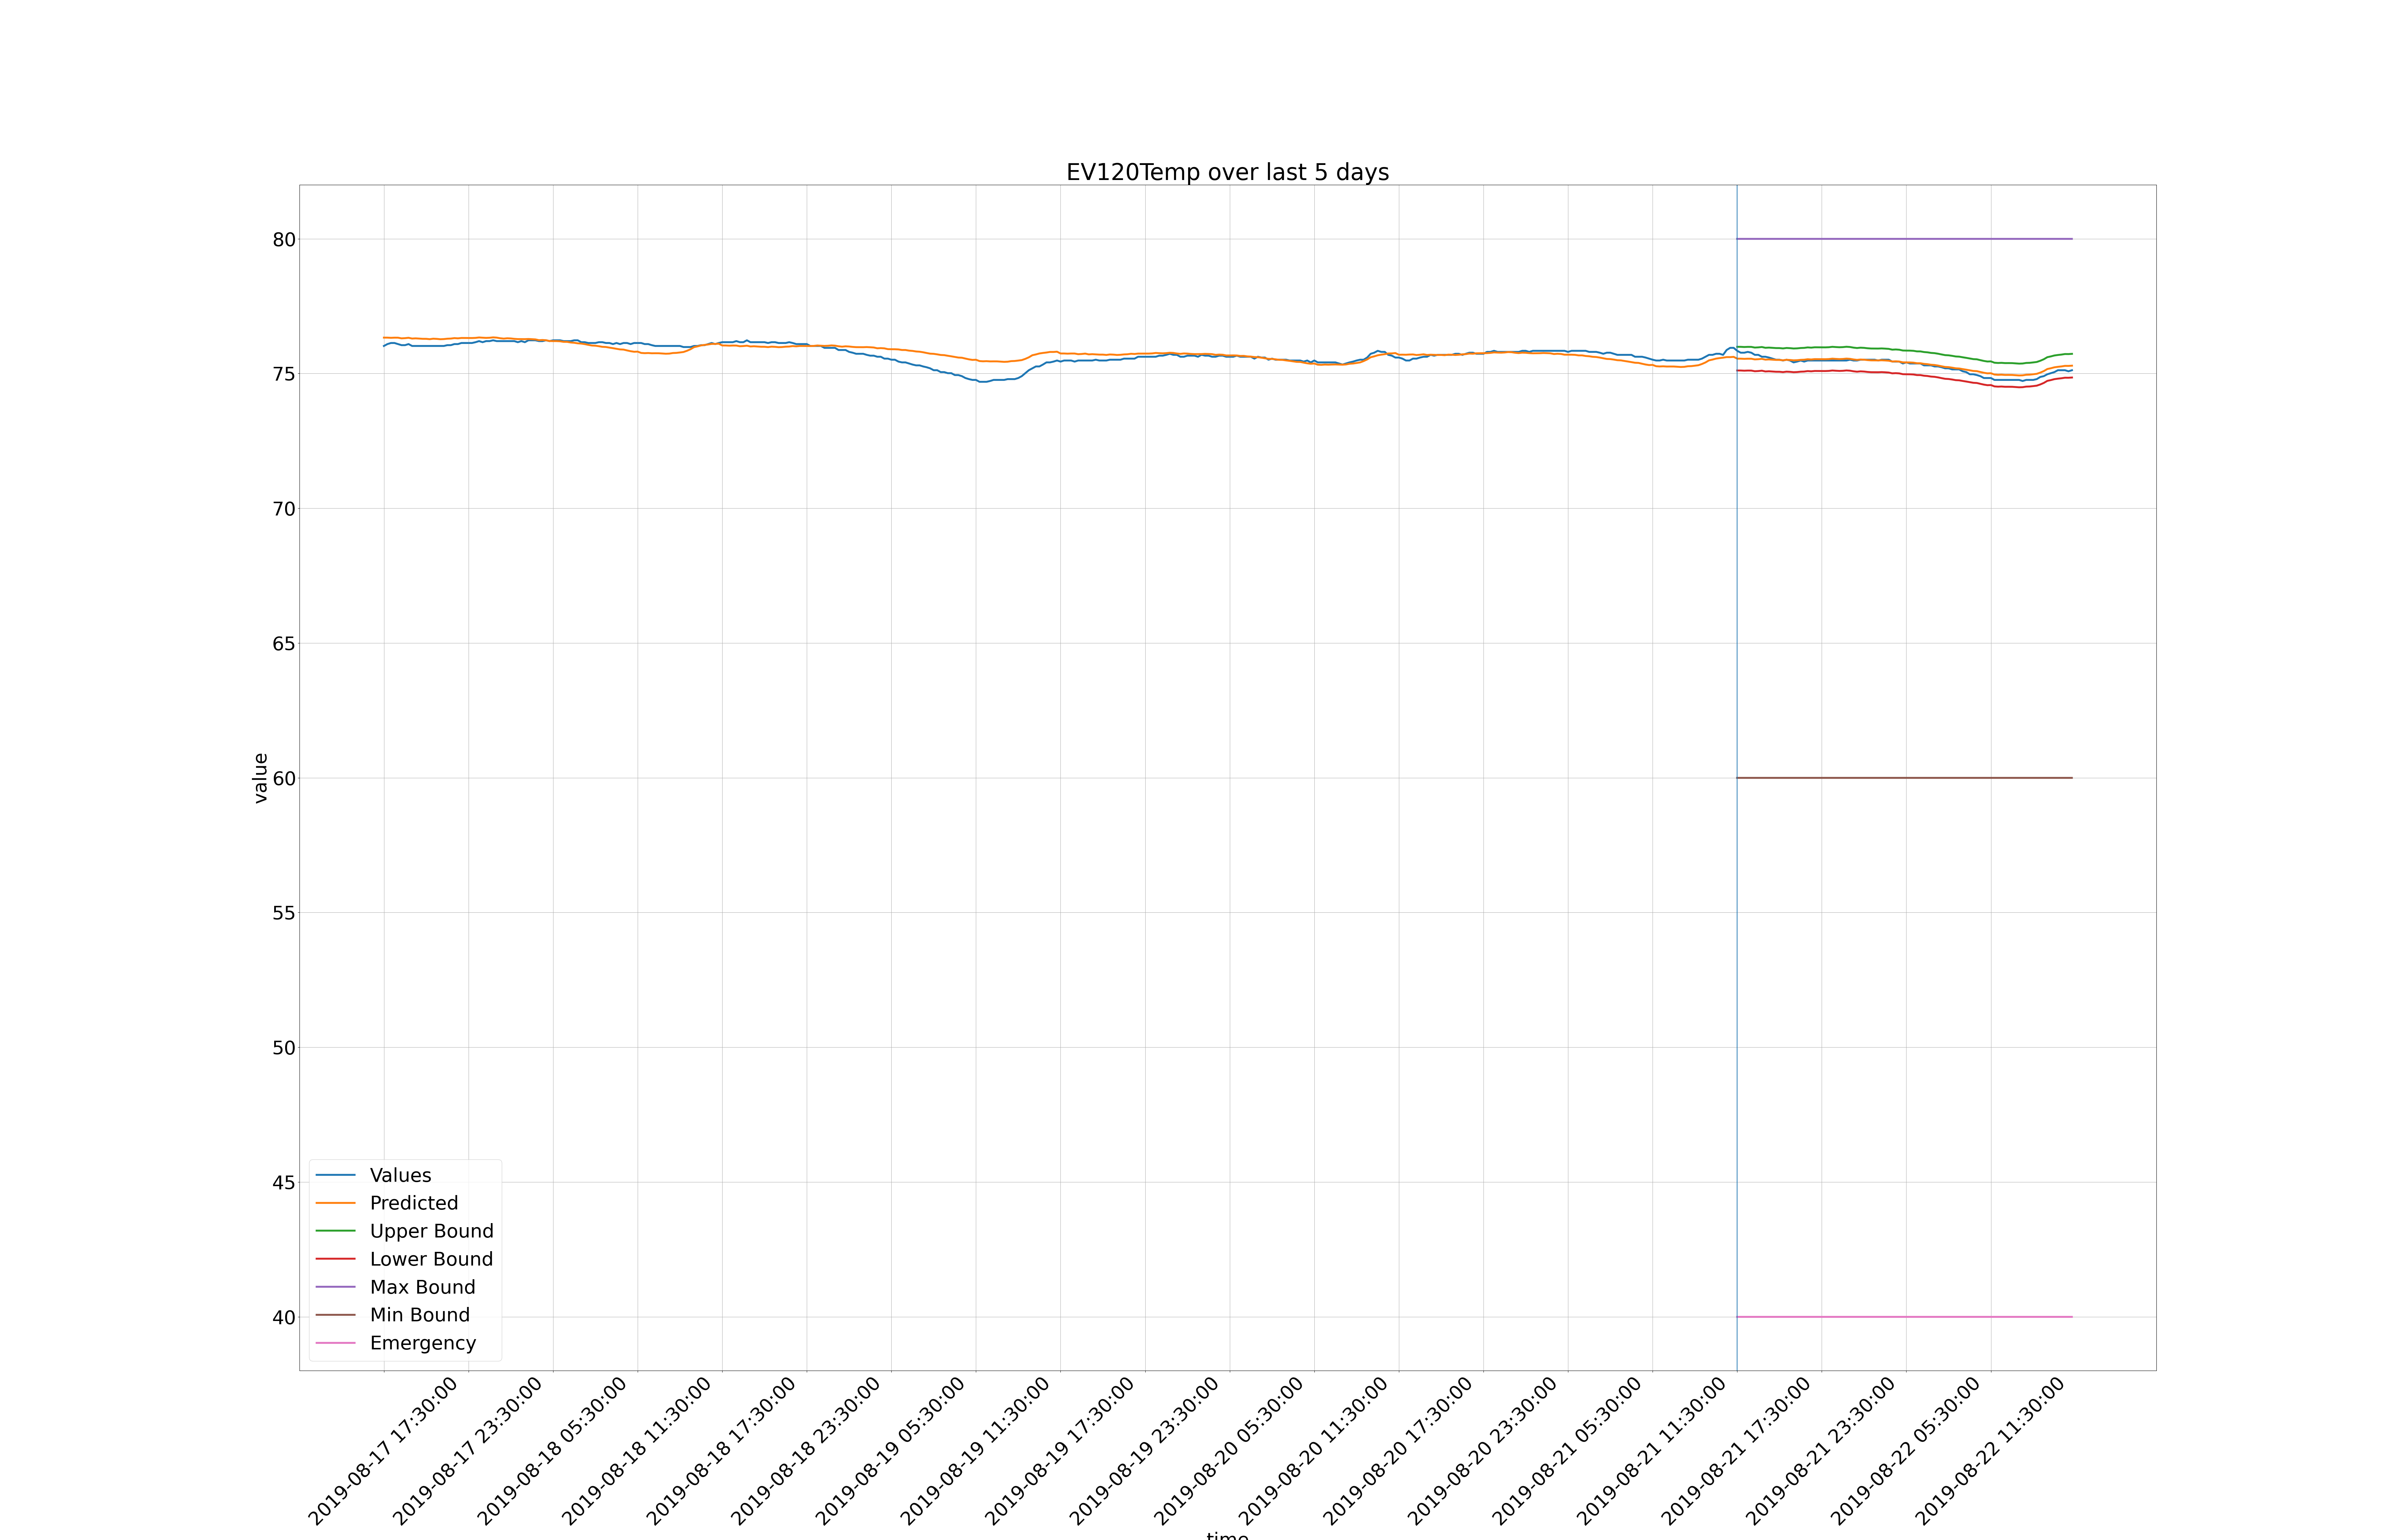 EV120Temp over last 5 days
80
75
70
65
60
55
50
45
40
value
Values
Predicted
Upper Bound
Lower Bound
Max Bound
Min Bound
Emergency
2019-08-17 17:30:00
2019-08-17 23:30:00
2019-08-18 05:30:00
2019-08-18 11:30:00
2019-08-18 17:30:00
2019-08-18 23:30:00
2019-08-19 05:30:00
2019-08-19 11:30:00
2019-08-19 17:30:00
2019-08-19 23:30:00
2019-08-20 05:30:00
2019-08-20 11:30:00
2019-08-20 17:30:00
2019-08-20 23:30:00
2019-08-21 05:30:00
2019-08-21 11:30:00
2019-08-21 17:30:00
2019-08-21 23:30:00
2019-08-22 05:30:00
2019-08-22 11:30:00
time